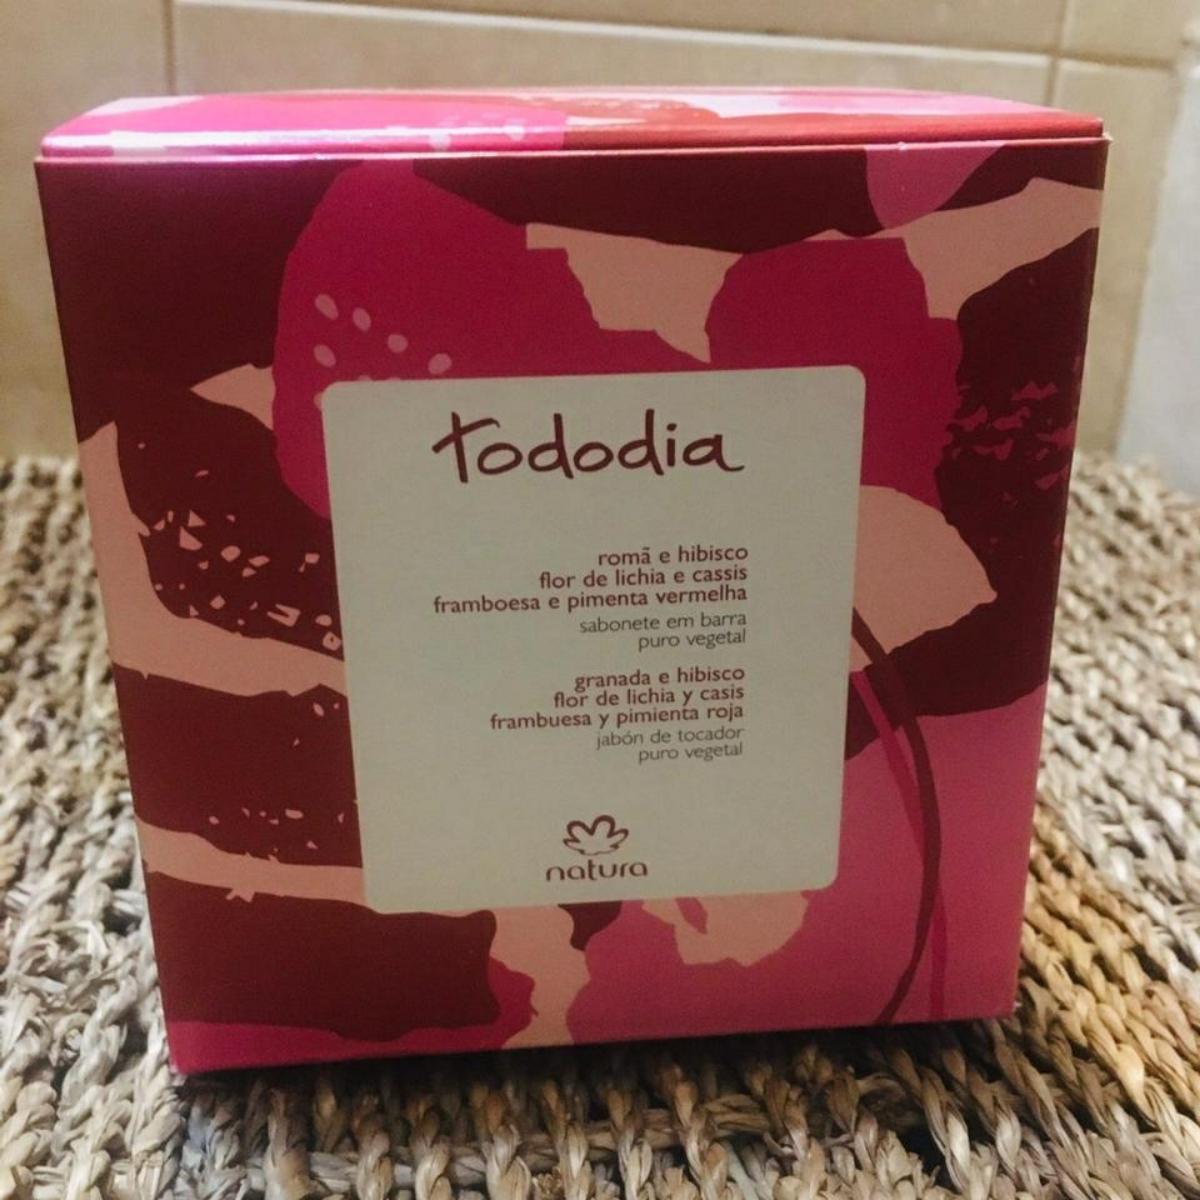 tododia
romã e hibisco
flor de lichia e cassis
framboesa e pimenta vermelha
sabonete em barra
puro vegetal
granada e hibisco
flor de lichia y casis
frambuesa y pimienta roja
jabón de tocador
puro vegetal
natura